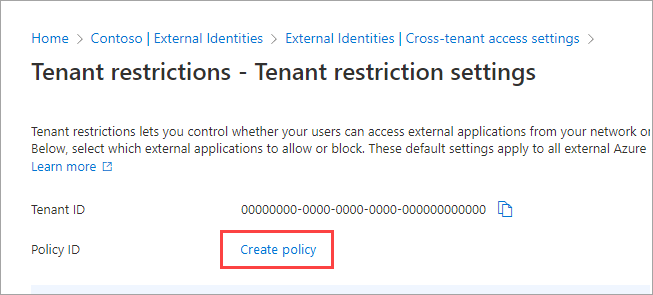 Home > Contoso | External Identities > External Identities | Cross-tenant access settings >
Tenant restrictions - Tenant restriction settings
Tenant restrictions lets you control whether your users can access external applications from your network or
Below, select which external applications to allow or block. These default settings apply to all external Azure
Learn more
Tenant ID 00000000-0000-0000-0000-000000000000
Policy ID Create policy